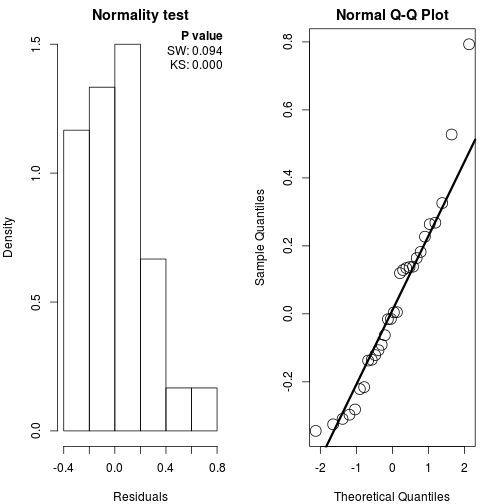 Normality test
P value
SW: 0.094
KS: 0.000
Density
0.0
0.5
1.0
1.5
-0.4
0.0
0.4
0.8
Residuals
Normal Q-Q Plot
Sample Quantiles
-0.2
0.0
0.2
0.4
0.6
0.8
-2
-1
0
1
2
Theoretical Quantiles